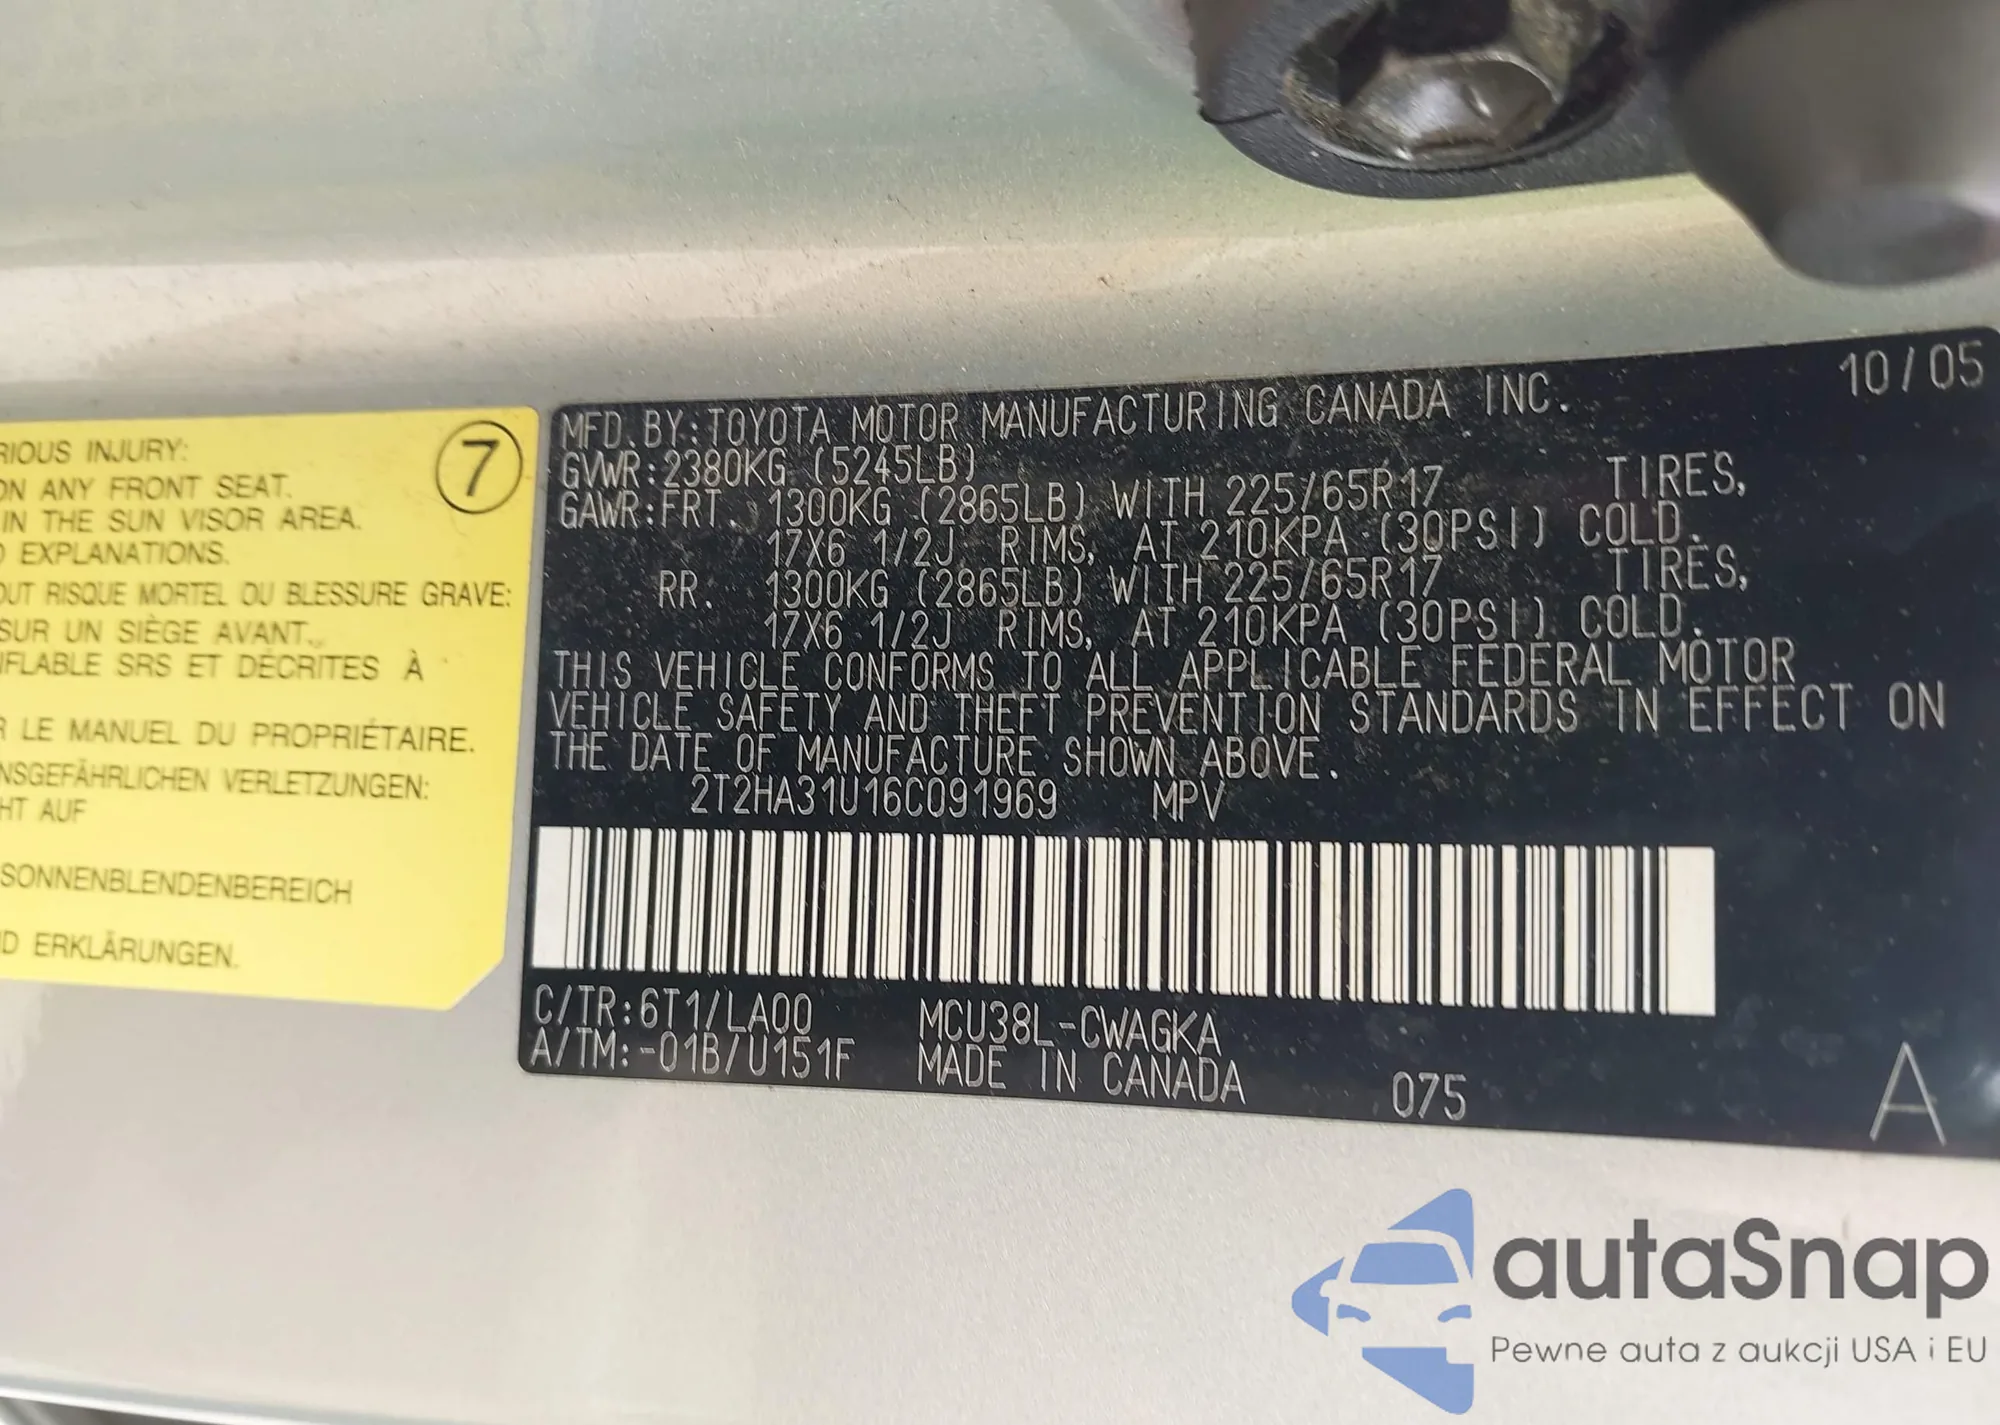 RIOUS INJURY:
ON ANY FRONT SEAT.
IN THE SUN VISOR AREA.
D EXPLANATIONS.
OUT RISQUE MORTEL OU BLESSURE GRAVE:
SUR UN SIÈGE AVANT.
NFLABLE SRS ET DÉCRITES À
R LE MANUEL DU PROPRIÉTAIRE.
NSGEFÄHRLICHEN VERLETZUNGEN:
HT AUF
SONNENBLENDENBEREICH
D ERKLÄRUNGEN.
7
10/05
MFD.BY:TOYOTA MOTOR MANUFACTURING CANADA INC.
GVWR:2380KG (5245LB)
GAWR:FRT. 1300KG (2865LB) WITH 225/65R17 TIRES,
17X6 1/2J RIMS, AT 210KPA (30PSI) COLD.
RR. 1300KG (2865LB) WITH 225/65R17 TIRES,
17X6 1/2J RIMS, AT 210KPA (30PSI) COLD.
THIS VEHICLE CONFORMS TO ALL APPLICABLE FEDERAL MOTOR
VEHICLE SAFETY AND THEFT PREVENTION STANDARDS IN EFFECT ON
THE DATE OF MANUFACTURE SHOWN ABOVE.
2T2HA31U16C091969 MPV
C/TR:6T1/LA00 MCU38L-CWAGKA
A/TM:-01B/U151F MADE IN CANADA 075 A
autaSnap
Pewne auta z aukcji USA i EU